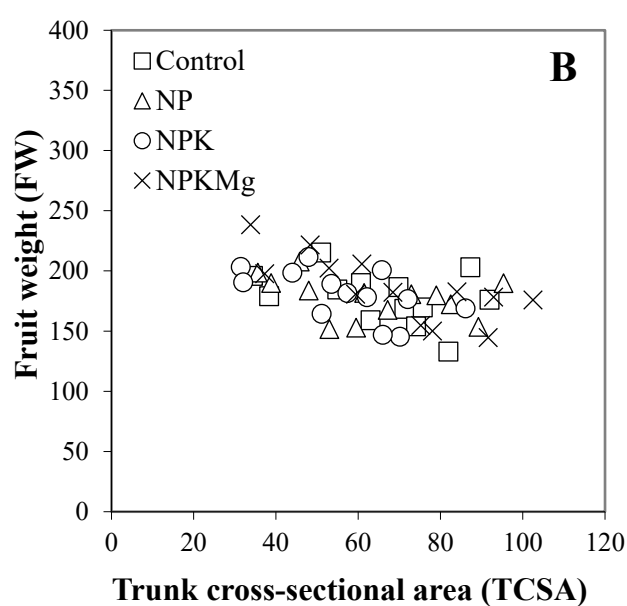 400
B
Control
350
NP
300
NPK
250
NPKMg
200
150
100
50
0
Fruit weight (FW)
0 20 40 60 80 100 120
Trunk cross-sectional area (TCSA)